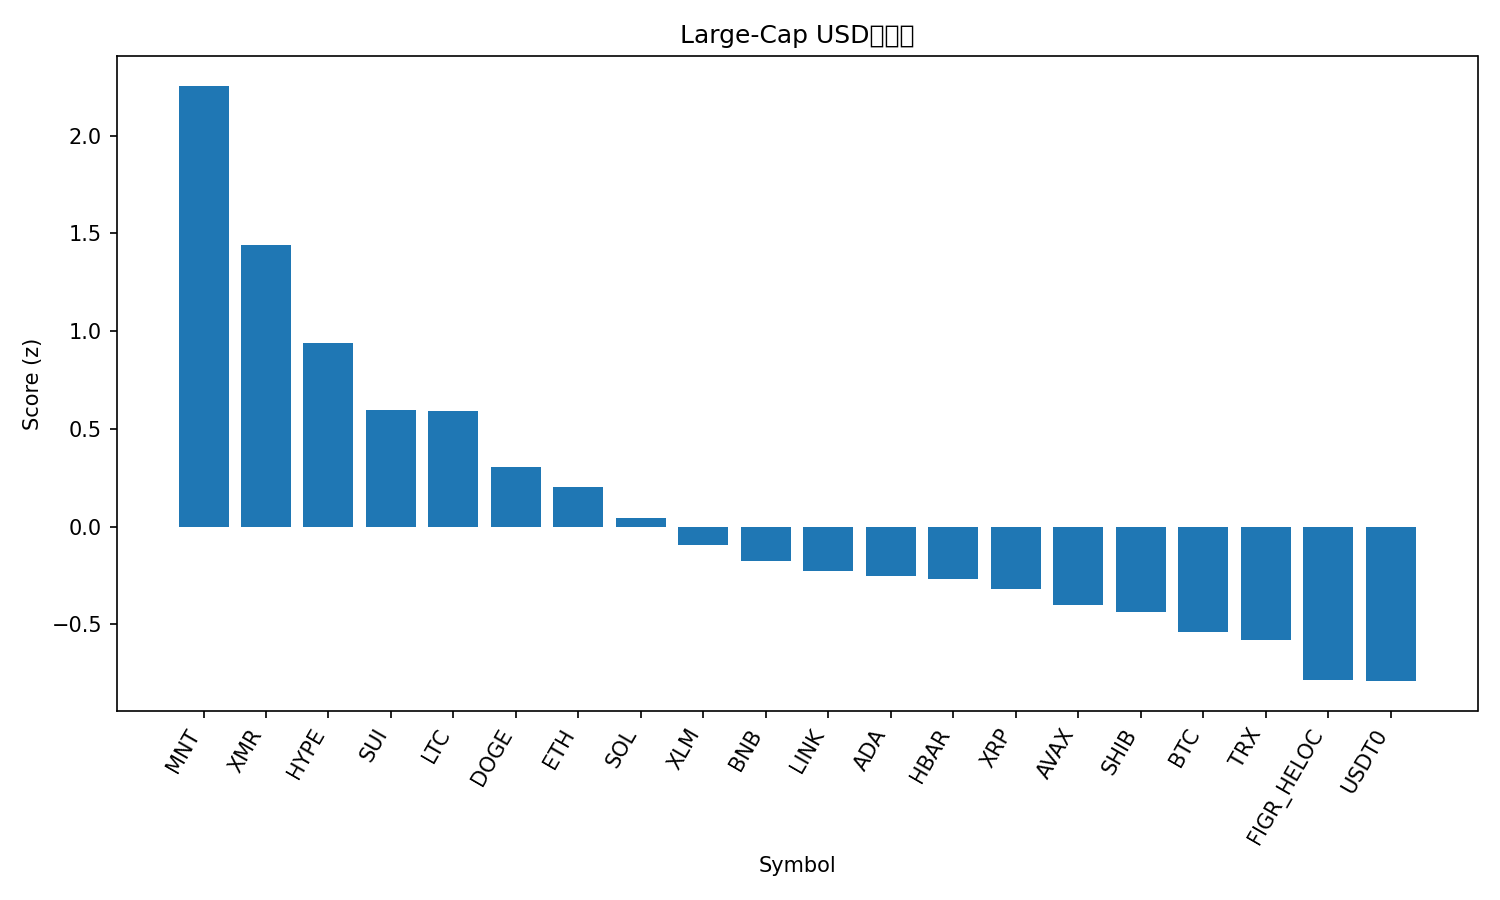 Large-Cap USD
Score (z)
2.0
1.5
1.0
0.5
0.0
−0.5
MNT
XMR
HYPE
SUI
LTC
DOGE
ETH
SOL
XLM
BNB
LINK
ADA
HBAR
XRP
AVAX
SHIB
BTC
TRX
FIGR_HELOC
USDT0
Symbol